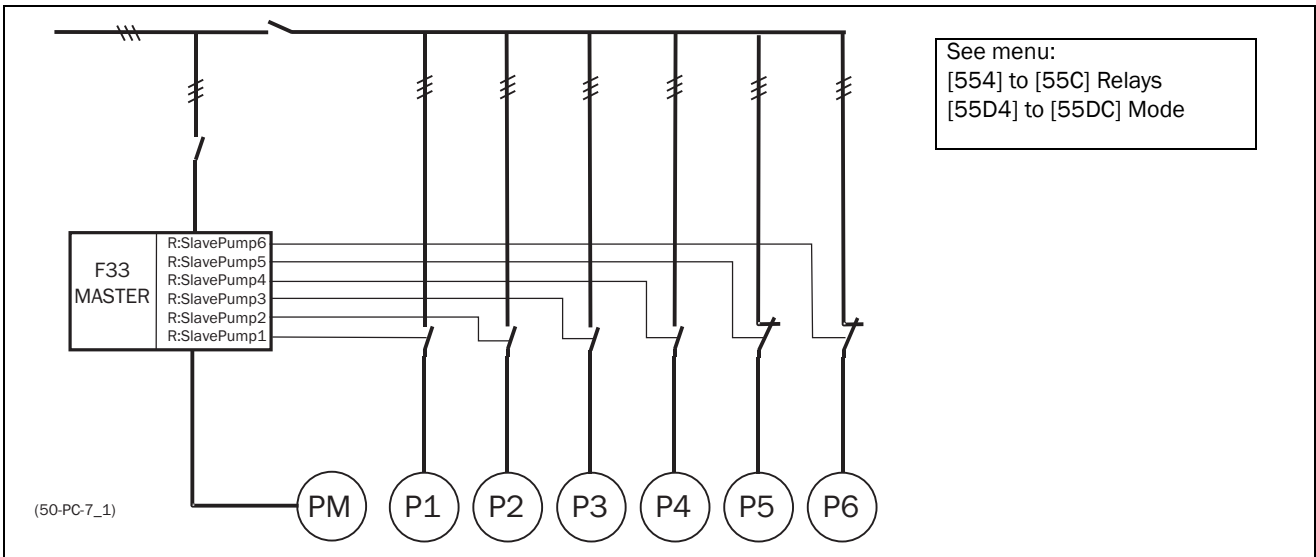 See menu:
[554] to [55C] Relays
[55D4] to [55DC] Mode
F33
MASTER
R:SlavePump6
R:SlavePump5
R:SlavePump4
R:SlavePump3
R:SlavePump2
R:SlavePump1
(50-PC-7_1)
PM
P1
P2
P3
P4
P5
P6